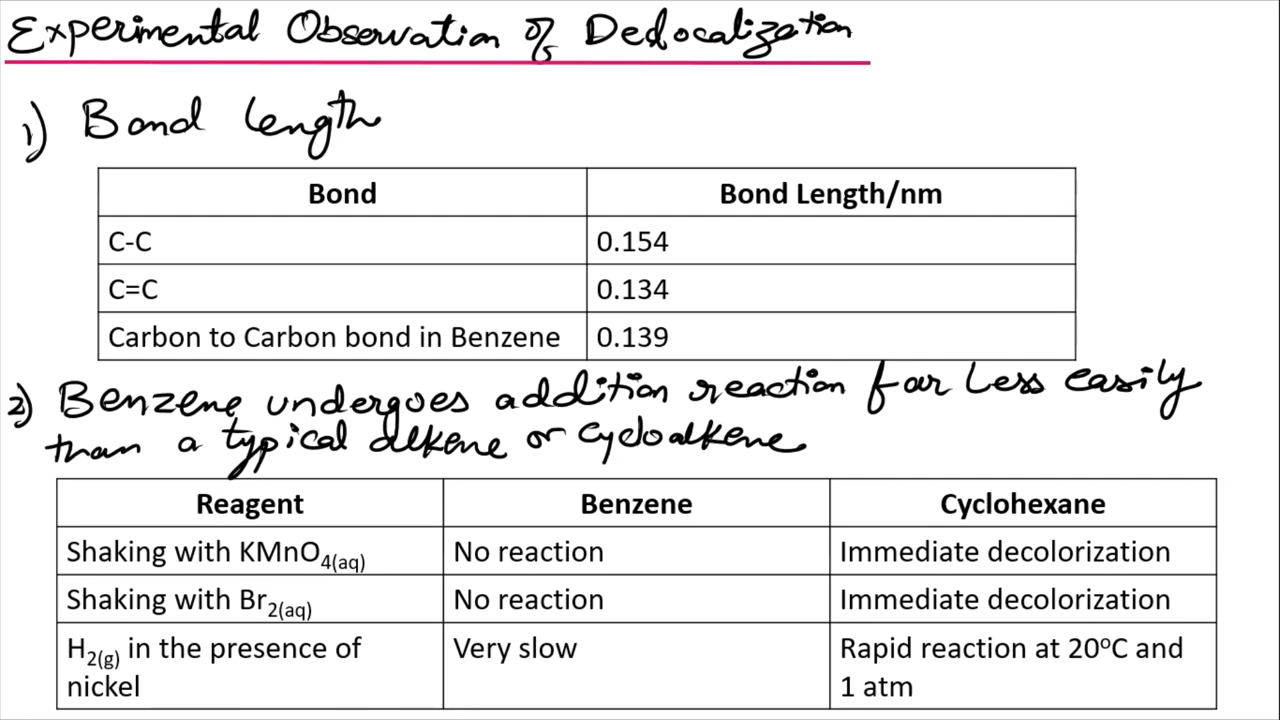 Experimental Observation of Dedocalization
1) Bond length
Bond Bond Length/nm
C-C 0.154
C=C 0.134
Carbon to Carbon bond in Benzene 0.139
2) Benzene undergoes addition reaction far less easily
than a typical alkene or cycloalkene
Reagent Benzene Cyclohexane
Shaking with KMnO4(aq) No reaction Immediate decolorization
Shaking with Br2(aq) No reaction Immediate decolorization
H2(g) in the presence of Very slow Rapid reaction at 20°C and
nickel 1 atm